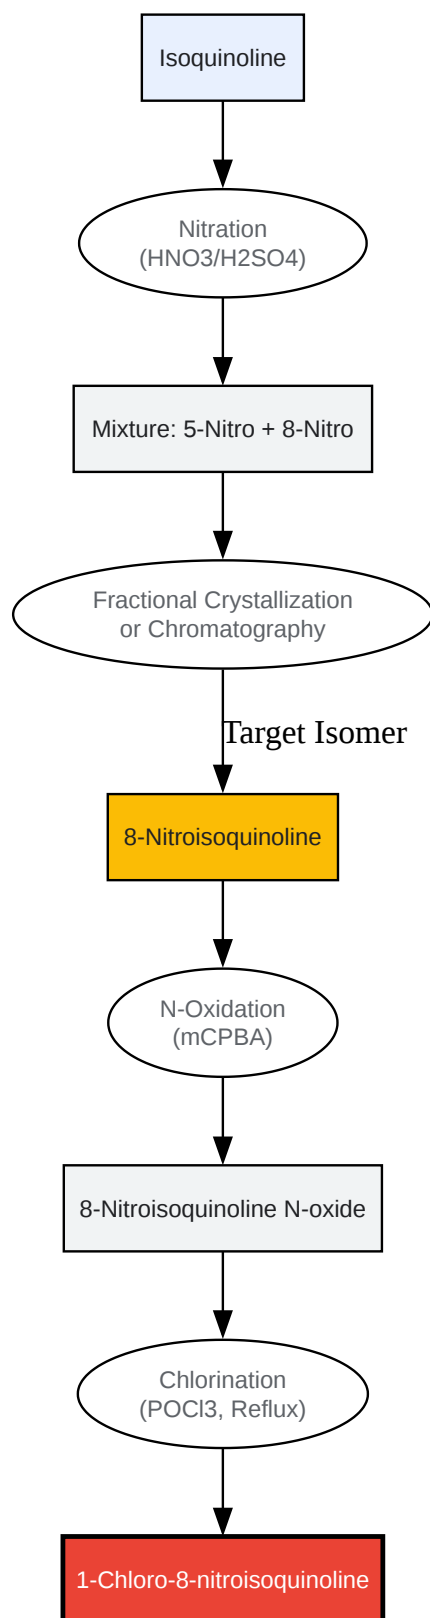 Isoquinoline
Nitration
(HNO3/H2SO4)
Mixture: 5-Nitro + 8-Nitro
Fractional Crystallization
or Chromatography
Target Isomer
8-Nitroisoquinoline
N-Oxidation
(mCPBA)
8-Nitroisoquinoline N-oxide
Chlorination
(POCl3, Reflux)
1-Chloro-8-nitroisoquinoline